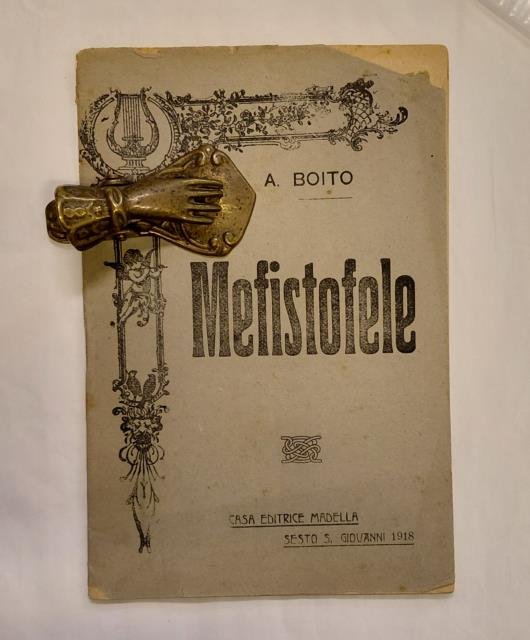 A. BOITO
Mefistofele
CASA EDITRICE MADELLA
SESTO S. GIOVANNI 1918